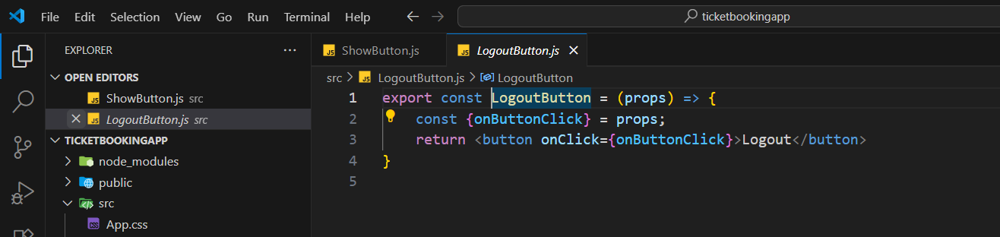 File Edit Selection View Go Run Terminal Help ticketbookingapp
EXPLORER
OPEN EDITORS
JS ShowButton.js src
JS LogoutButton.js src
TICKETBOOKINGAPP
node_modules
public
src
CSS App.css
JS ShowButton.js JS LogoutButton.js
src JS LogoutButton.js LogoutButton
1 export const LogoutButton = (props) => {
2 const {onButtonClick} = props;
3 return <button onClick={onButtonClick}>Logout</button>
4 }
5